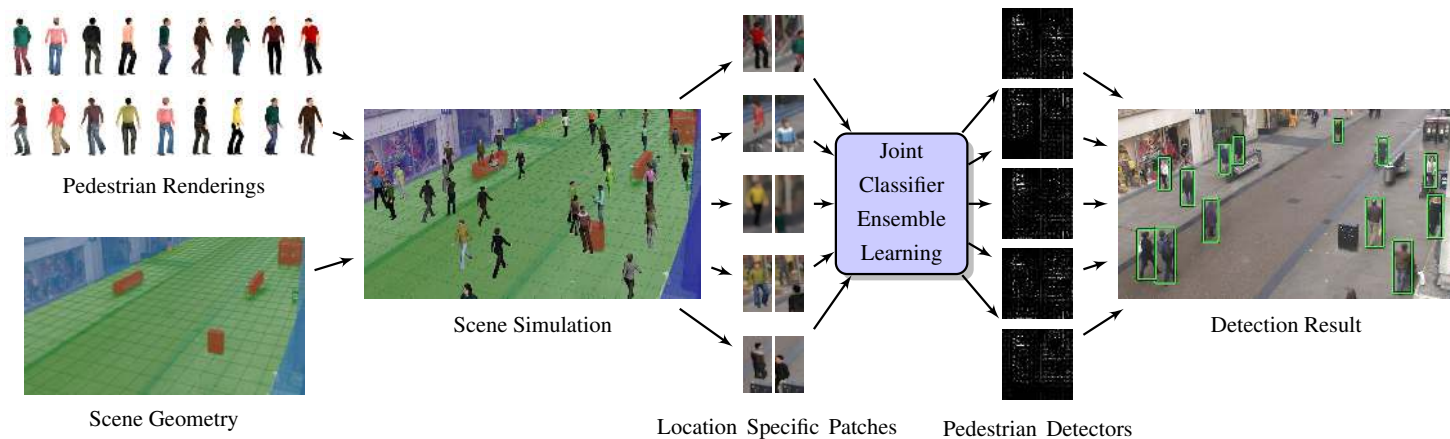 Pedestrian Renderings
Scene Geometry
Scene Simulation
Location Specific Patches
Joint
Classifier
Ensemble
Learning
Pedestrian Detectors
Detection Result